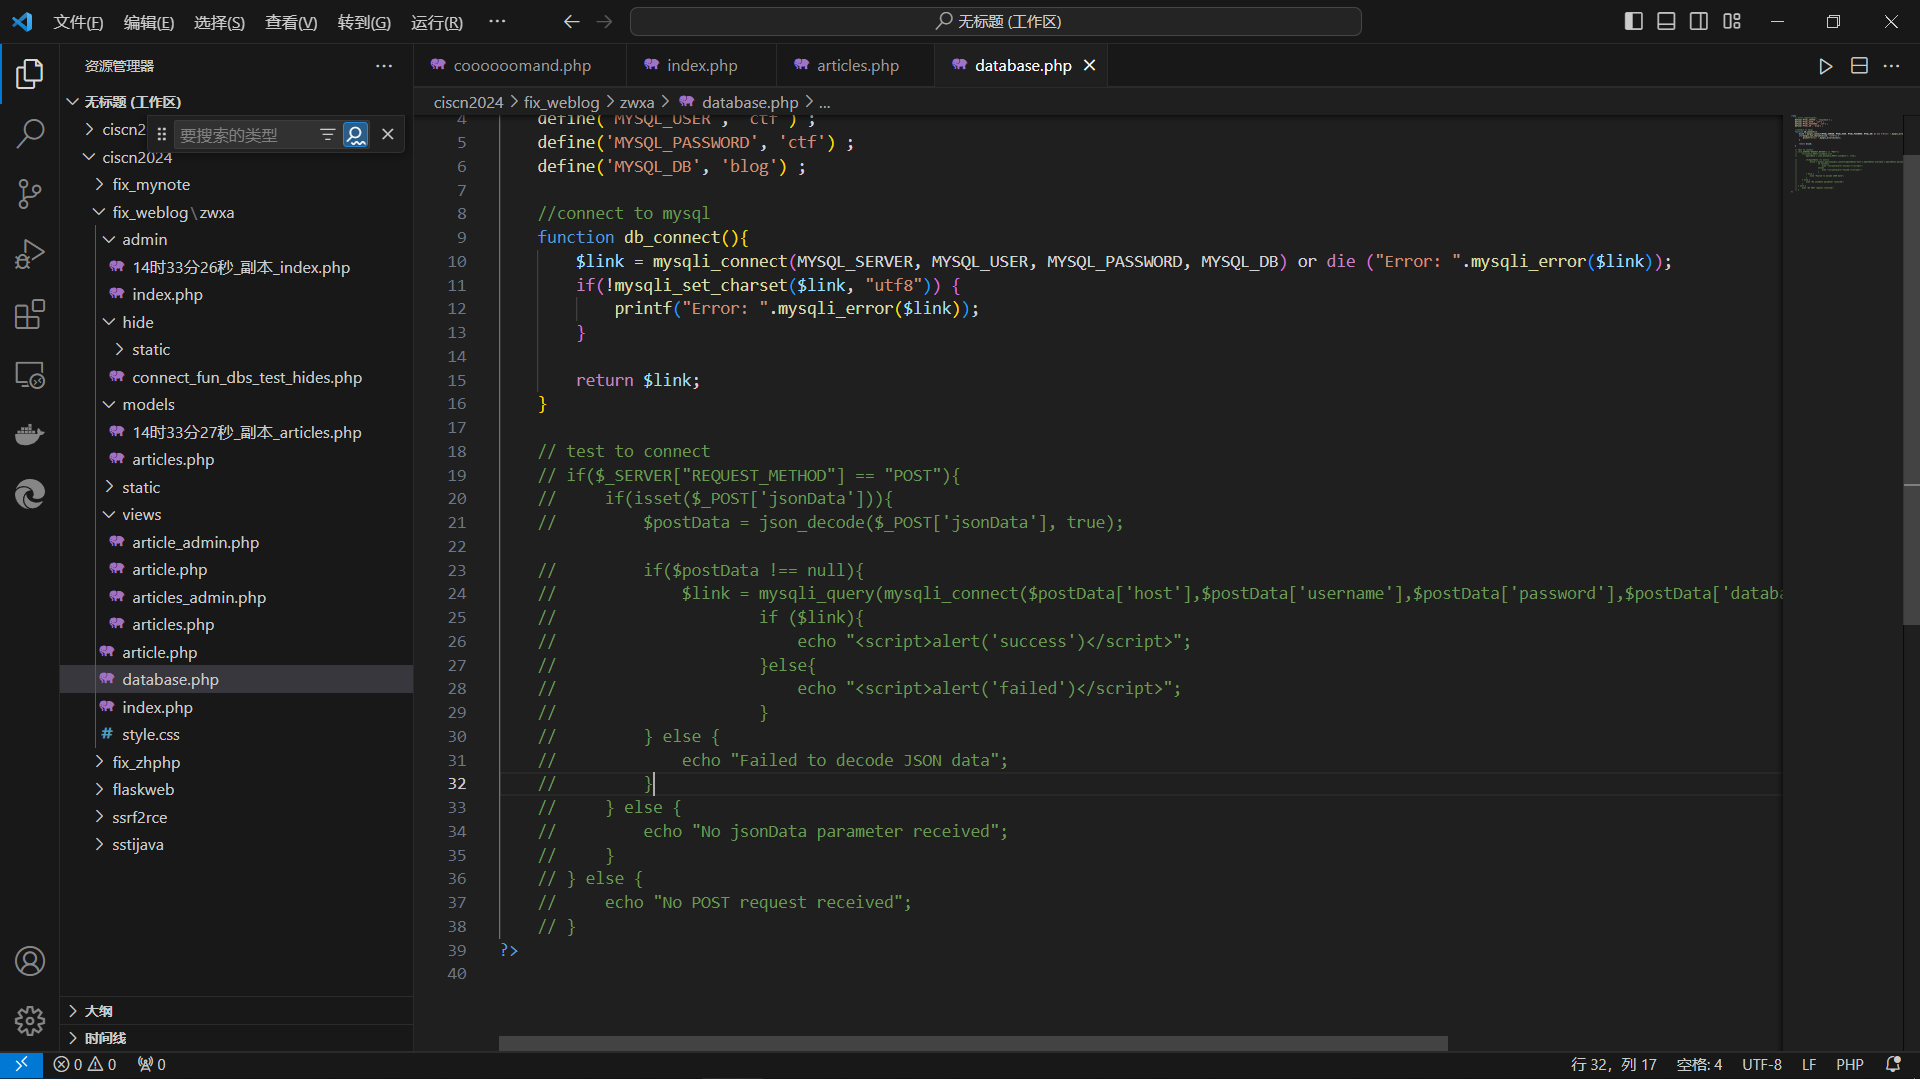 文件(F) 编辑(E) 选择(S) 查看(V) 转到(G) 运行(R) ··· 无标题 (工作区)
资源管理器
无标题 (工作区)
ciscn2
要搜索的类型
ciscn2024
fix_mynote
fix_weblog\zwxa
admin
14时33分26秒_副本_index.php
index.php
hide
static
connect_fun_dbs_test_hides.php
models
14时33分27秒_副本_articles.php
articles.php
static
views
article_admin.php
article.php
articles_admin.php
articles.php
article.php
database.php
index.php
# style.css
fix_zhphp
flaskweb
ssrf2rce
sstijava
大纲
时间线
coooooomand.php index.php articles.php database.php
ciscn2024 > fix_weblog > zwxa > database.php > ...
4 define('MYSQL_USER', 'ctf') ;
5 define('MYSQL_PASSWORD', 'ctf') ;
6 define('MYSQL_DB', 'blog') ;
7
8 //connect to mysql
9 function db_connect(){
10 $link = mysqli_connect(MYSQL_SERVER, MYSQL_USER, MYSQL_PASSWORD, MYSQL_DB) or die ("Error: ".mysqli_error($link));
11 if(!mysqli_set_charset($link, "utf8")) {
12 printf("Error: ".mysqli_error($link));
13 }
14
15 return $link;
16 }
17
18 // test to connect
19 // if($_SERVER["REQUEST_METHOD"] == "POST"){
20 // if(isset($_POST['jsonData'])){
21 // $postData = json_decode($_POST['jsonData'], true);
22
23 // if($postData !== null){
24 // $link = mysqli_query(mysqli_connect($postData['host'],$postData['username'],$postData['password'],$postData['databa
25 // if ($link){
26 // echo "<script>alert('success')</script>";
27 // }else{
28 // echo "<script>alert('failed')</script>";
29 // }
30 // } else {
31 // echo "Failed to decode JSON data";
32 // }
33 // } else {
34 // echo "No jsonData parameter received";
35 // }
36 // } else {
37 // echo "No POST request received";
38 // }
39 ?>
40
0 0 0 行 32, 列 17 空格: 4 UTF-8 LF PHP